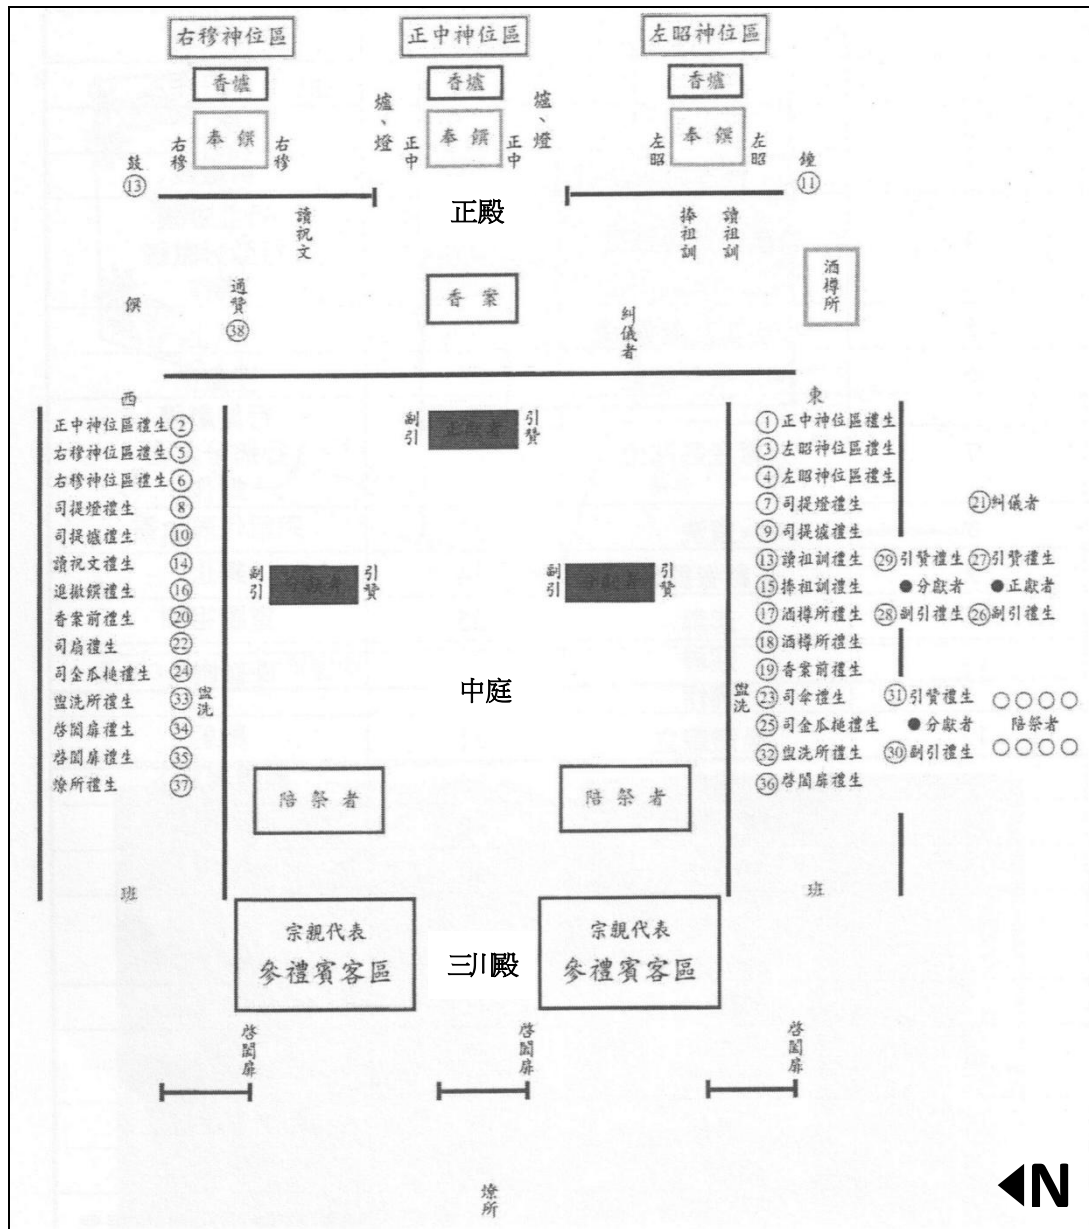 右穆神位區
正中神位區
左昭神位區
香爐
香爐
香爐
爐、燈
爐、燈
右穆
奉饌
右穆
正中
奉饌
正中
左昭
奉饌
左昭
鼓
⑬
鐘
⑪
正殿
讀祝文
捧祖訓
讀祖訓
饌
通贊
㊳
香案
糾儀者
酒樽所
西
東
副引
正獻者
引贊
正中神位區禮生②
右穆神位區禮生⑤
右穆神位區禮生⑥
司提燈禮生⑧
司提爐禮生⑩
讀祝文禮生⑭
退撤饌禮生⑯
香案前禮生⑳
司扇禮生㉒
司金瓜槌禮生㉔
盥洗所禮生㉝
啓闔扉禮生㉞
啓闔扉禮生㉟
燎所禮生㊲
盥洗
班
副引
分獻者
引贊
副引
分獻者
引贊
中庭
盥洗
①正中神位區禮生
③左昭神位區禮生
④左昭神位區禮生
⑦司提燈禮生
⑨司提爐禮生
⑬讀祖訓禮生
⑮捧祖訓禮生
⑰酒樽所禮生
⑱酒樽所禮生
⑲香案前禮生
㉓司傘禮生
㉕司金瓜槌禮生
㉜盥洗所禮生
㊱啓闔扉禮生
班
㉑糾儀者
㉙引贊禮生
㉗引贊禮生
●分獻者
●正獻者
㉘副引禮生
㉖副引禮生
㉛引贊禮生
○○○○
●分獻者
陪祭者
㉚副引禮生
○○○○
陪祭者
陪祭者
宗親代表
參禮賓客區
三川殿
宗親代表
參禮賓客區
啓闔扉
啓闔扉
啓闔扉
燎所
N